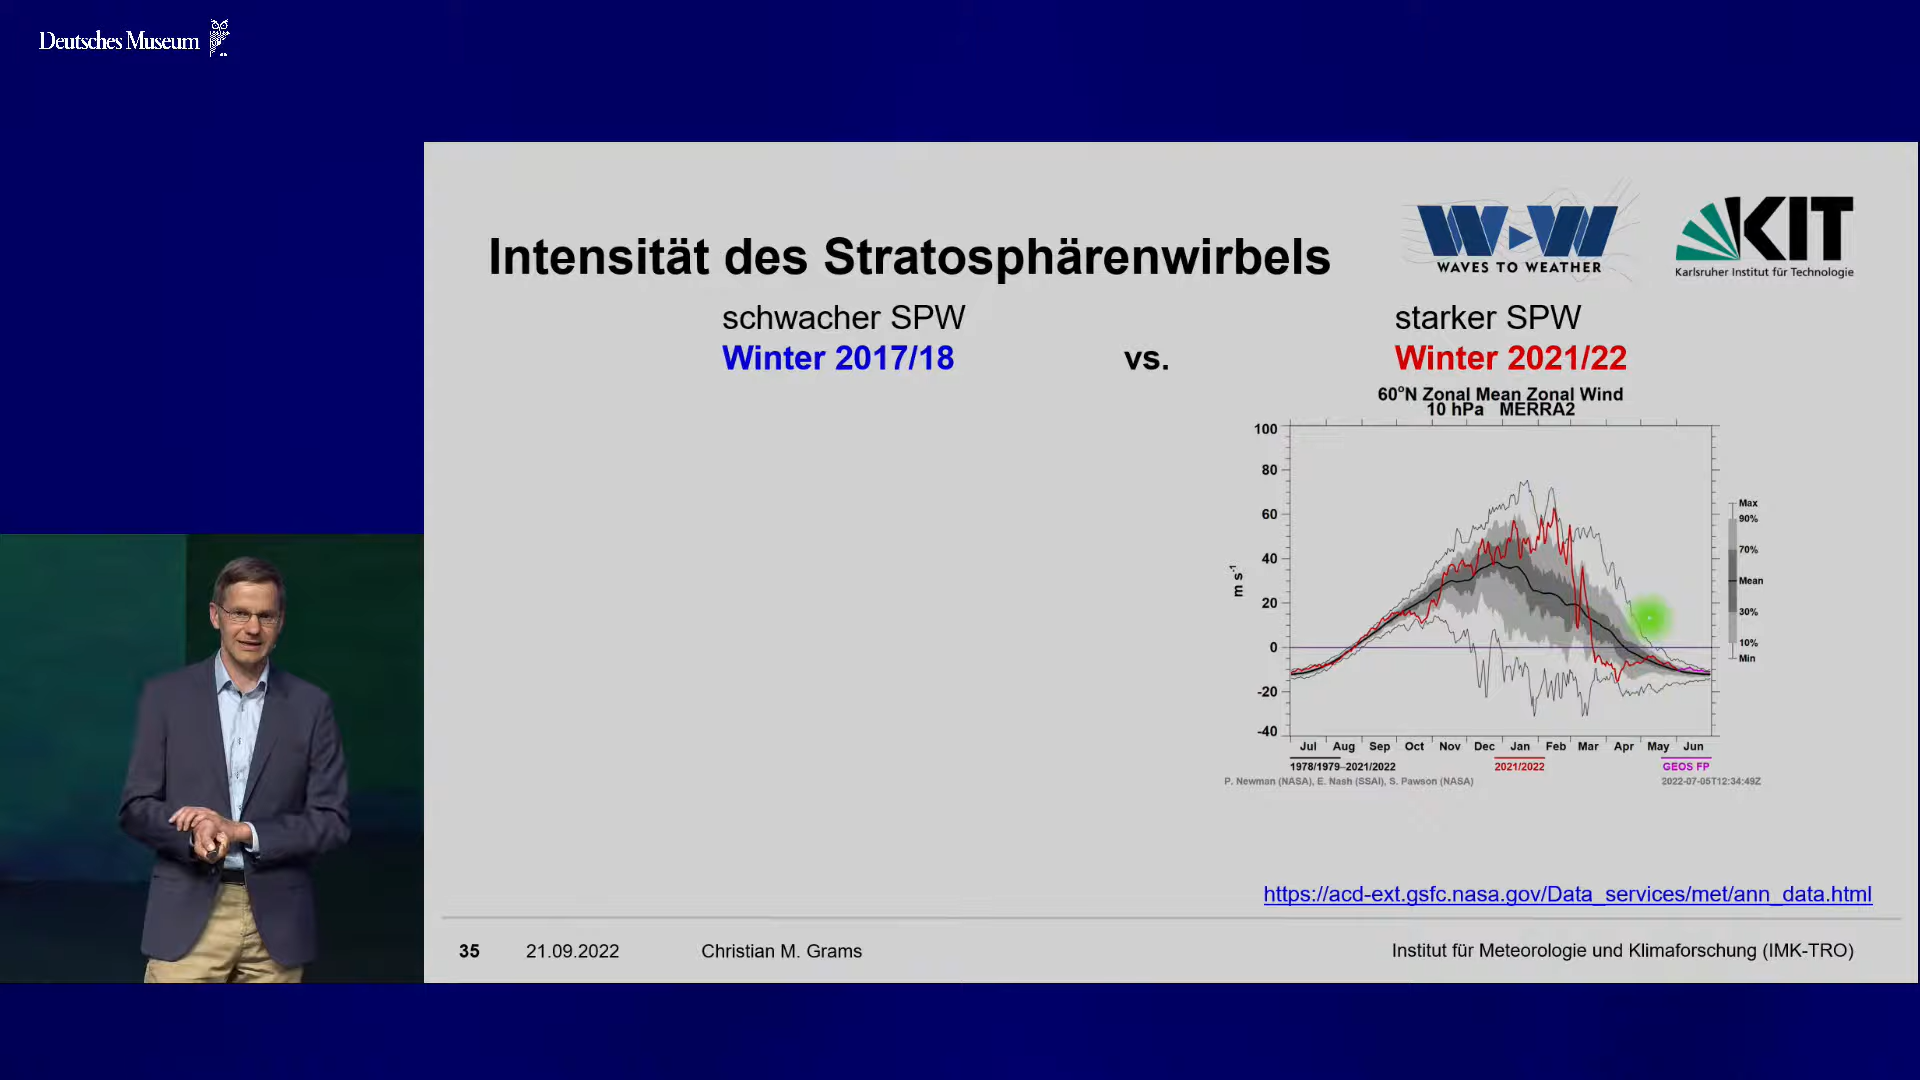 Deutsches Museum
Intensität des Stratosphärenwirbels
WAVES TO WEATHER
KIT
Karlsruher Institut für Technologie
schwacher SPW
Winter 2017/18
vs.
starker SPW
Winter 2021/22
60°N Zonal Mean Zonal Wind
10 hPa MERRA2
100
80
60
40
20
0
-20
-40
m s-1
Jul Aug Sep Oct Nov Dec Jan Feb Mar Apr May Jun
1978/1979–2021/2022
2021/2022
GEOS FP
P. Newman (NASA), E. Nash (SSAI), S. Pawson (NASA)
2022-07-05T12:34:49Z
Max
90%
70%
Mean
30%
10%
Min
https://acd-ext.gsfc.nasa.gov/Data_services/met/ann_data.html
35 21.09.2022 Christian M. Grams Institut für Meteorologie und Klimaforschung (IMK-TRO)